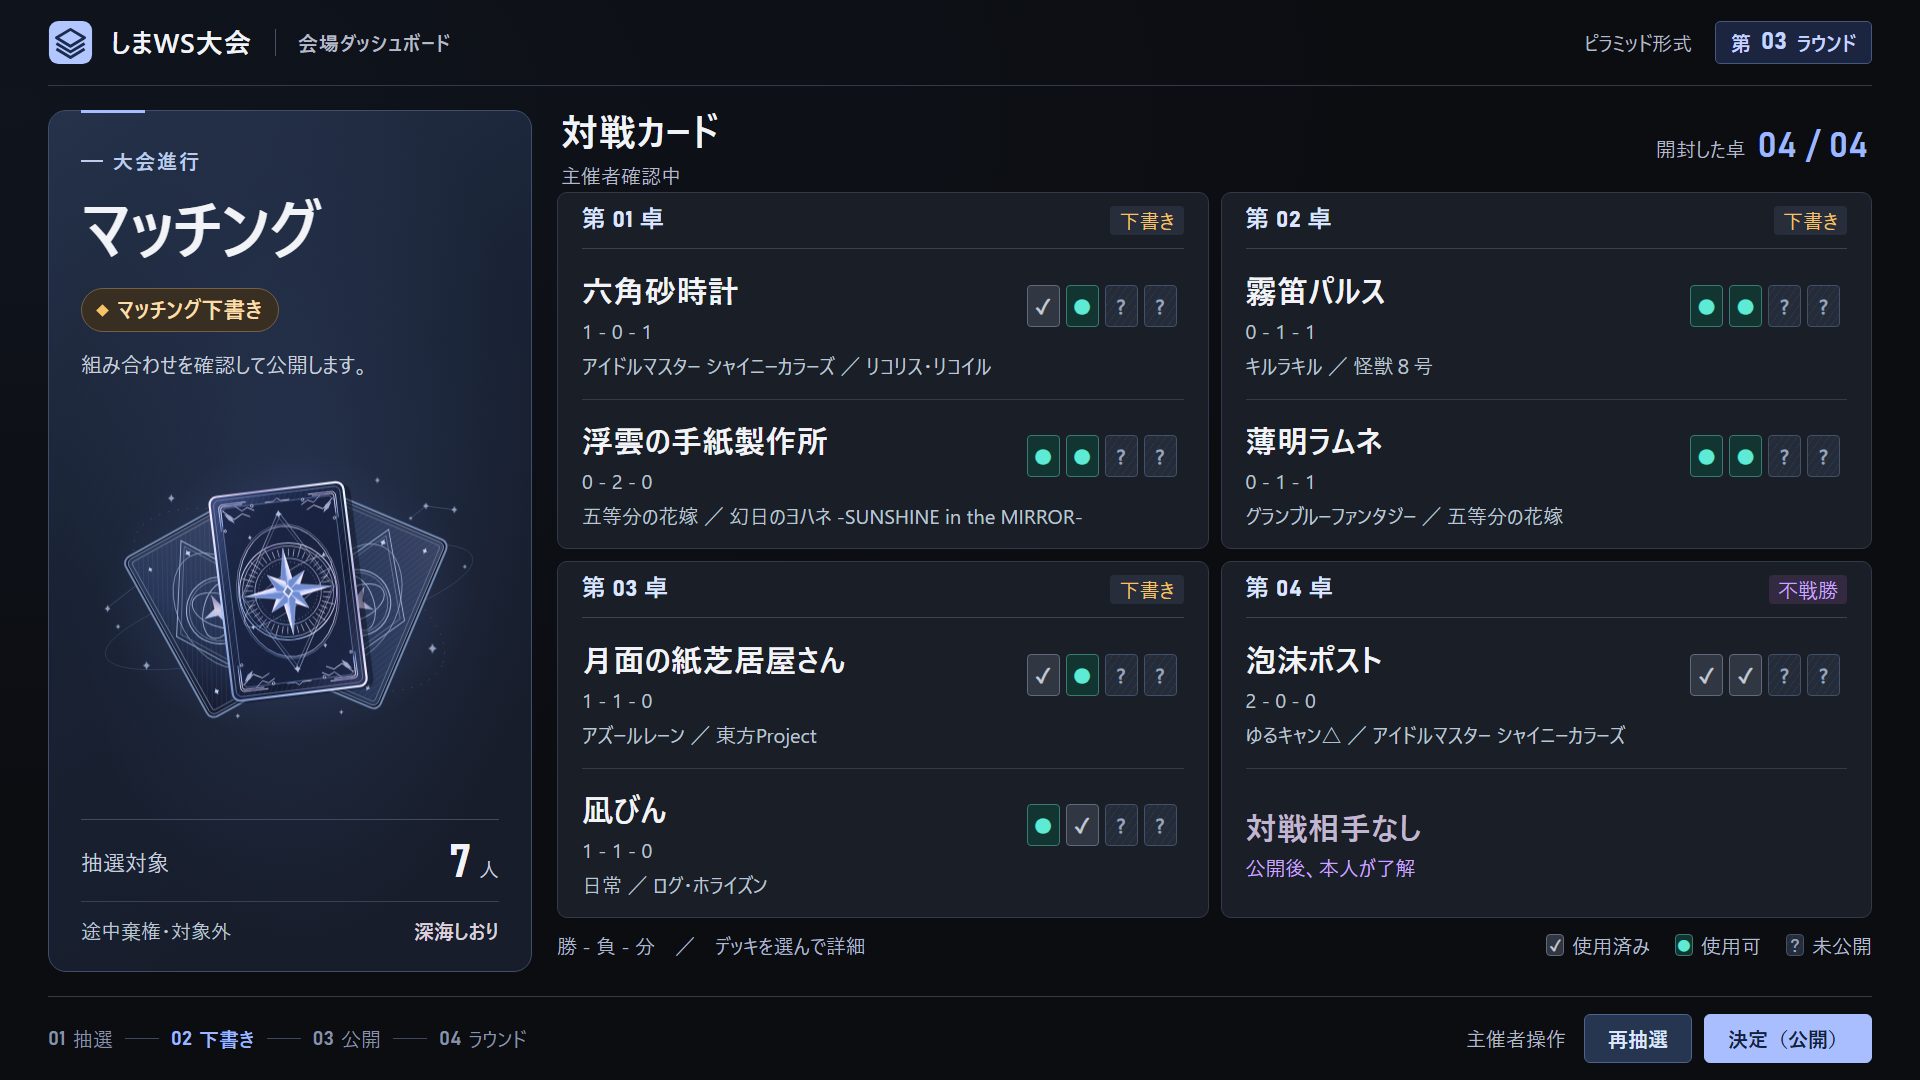 しまWS大会
会場ダッシュボード
ピラミッド形式
第 03 ラウンド
大会進行
マッチング
マッチング下書き
組み合わせを確認して公開します。
抽選対象
7 人
途中棄権・対象外
深海しおり
対戦カード
主催者確認中
開封した卓 04 / 04
第 01 卓
下書き
六角砂時計
✓ ? ?
1 - 0 - 1
アイドルマスター シャイニーカラーズ ／ リコリス・リコイル
浮雲の手紙製作所
? ?
0 - 2 - 0
五等分の花嫁 ／ 幻日のヨハネ -SUNSHINE in the MIRROR-
第 02 卓
下書き
霧笛パルス
? ?
0 - 1 - 1
キルラキル ／ 怪獣８号
薄明ラムネ
? ?
0 - 1 - 1
グランブルーファンタジー ／ 五等分の花嫁
第 03 卓
下書き
月面の紙芝居屋さん
✓ ? ?
1 - 1 - 0
アズールレーン ／ 東方Project
凪びん
✓ ? ?
1 - 1 - 0
日常 ／ ログ・ホライズン
第 04 卓
不戦勝
泡沫ポスト
✓ ✓ ? ?
2 - 0 - 0
ゆるキャン△ ／ アイドルマスター シャイニーカラーズ
対戦相手なし
公開後、本人が了解
勝 - 負 - 分 ／ デッキを選んで詳細
✓ 使用済み
使用可
? 未公開
01 抽選
02 下書き
03 公開
04 ラウンド
主催者操作
再抽選
決定（公開）